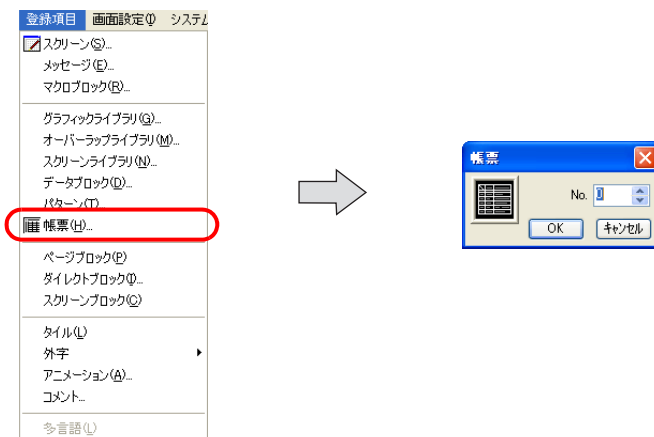 登録項目 画面設定(I) システム
スクリーン(S)...
メッセージ(E)...
マクロブロック(R)...
グラフィックライブラリ(G)...
オーバーラップライブラリ(M)...
スクリーンライブラリ(N)...
データブロック(D)...
パターン(T)...
帳票(H)...
ページブロック(P)
ダイレクトブロック(I)...
スクリーンブロック(C)
タイル(L)
外字
アニメーション(A)...
コメント...
多言語(L)
帳票
No. 0
OK キャンセル